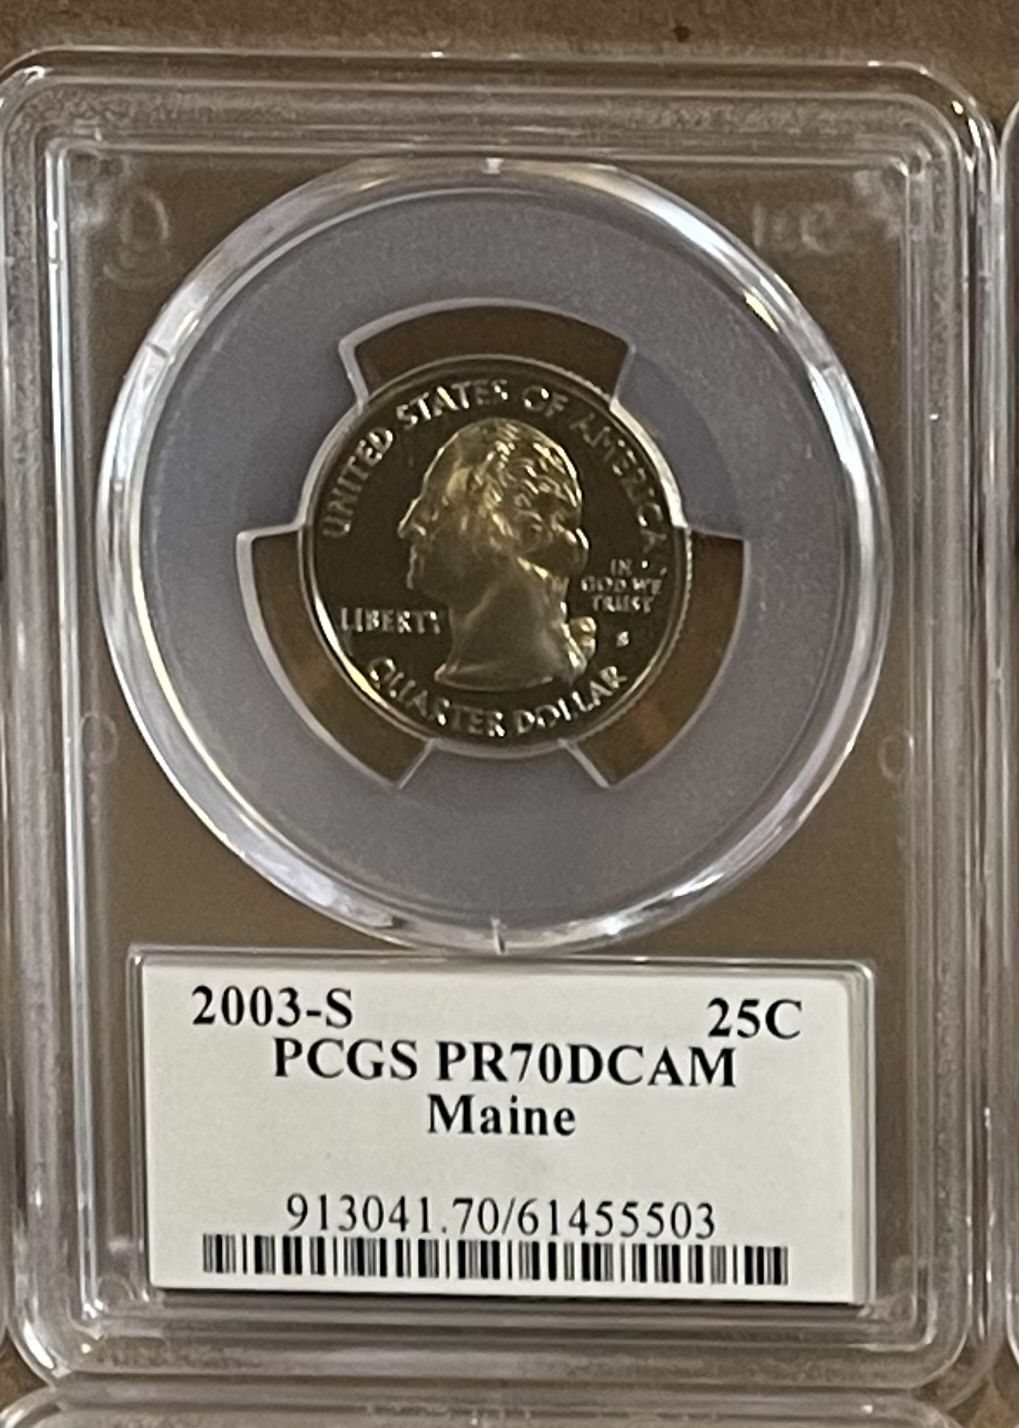 UNITED STATES OF AMERICA
LIBERTY
IN
GOD WE
TRUST
S
QUARTER DOLLAR
2003-S 25C
PCGS PR70DCAM
Maine
913041.70/61455503